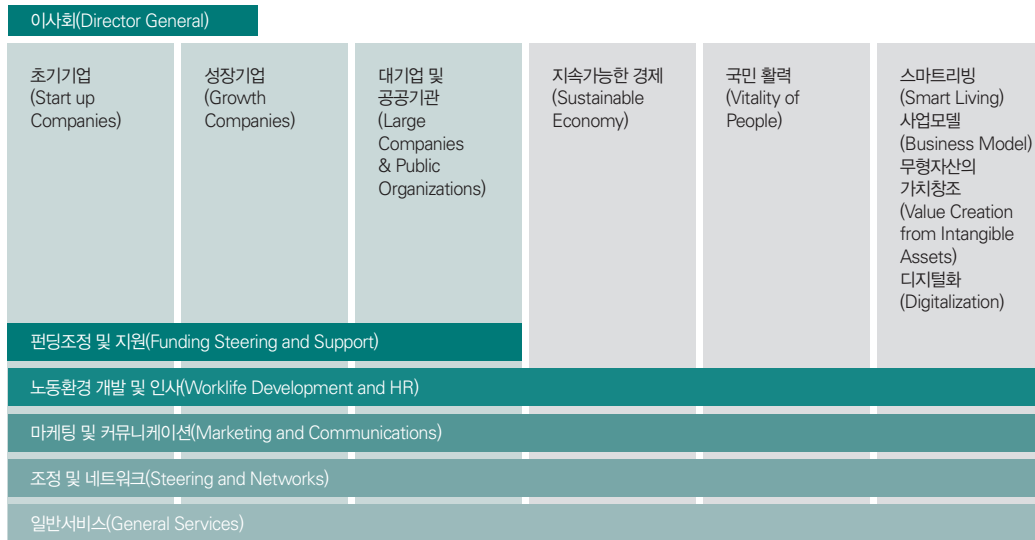 이사회(Director General)
초기기업
(Start up
Companies)
성장기업
(Growth
Companies)
대기업 및
공공기관
(Large
Companies
& Public
Organizations)
지속가능한 경제
(Sustainable
Economy)
국민 활력
(Vitality of
People)
스마트리빙
(Smart Living)
사업모델
(Business Model)
무형자산의
가치창조
(Value Creation
from Intangible
Assets)
디지털화
(Digitalization)
펀딩조정 및 지원(Funding Steering and Support)
노동환경 개발 및 인사(Worklife Development and HR)
마케팅 및 커뮤니케이션(Marketing and Communications)
조정 및 네트워크(Steering and Networks)
일반서비스(General Services)